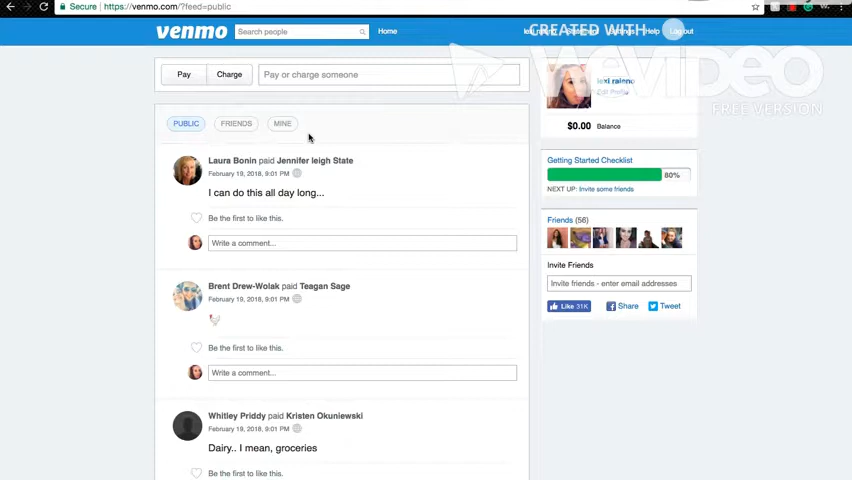 Secure https://venmo.com/?feed=public
venmo Search people Home Settings Help Log out
CREATED WITH
WeVideo
FREE VERSION
Pay Charge Pay or charge someone
Edit Profile
$0.00 Balance
PUBLIC FRIENDS MINE
Laura Bonin paid Jennifer leigh State
February 19, 2018, 9:01 PM
I can do this all day long...
Be the first to like this.
Write a comment...
Brent Drew-Wolak paid Teagan Sage
February 19, 2018, 9:01 PM
Be the first to like this.
Write a comment...
Whitley Priddy paid Kristen Okuniewski
February 19, 2018, 9:01 PM
Dairy.. I mean, groceries
Be the first to like this.
Getting Started Checklist
80%
NEXT UP: Invite some friends
Friends (56)
Invite Friends
Invite friends - enter email addresses
Like 31K Share Tweet